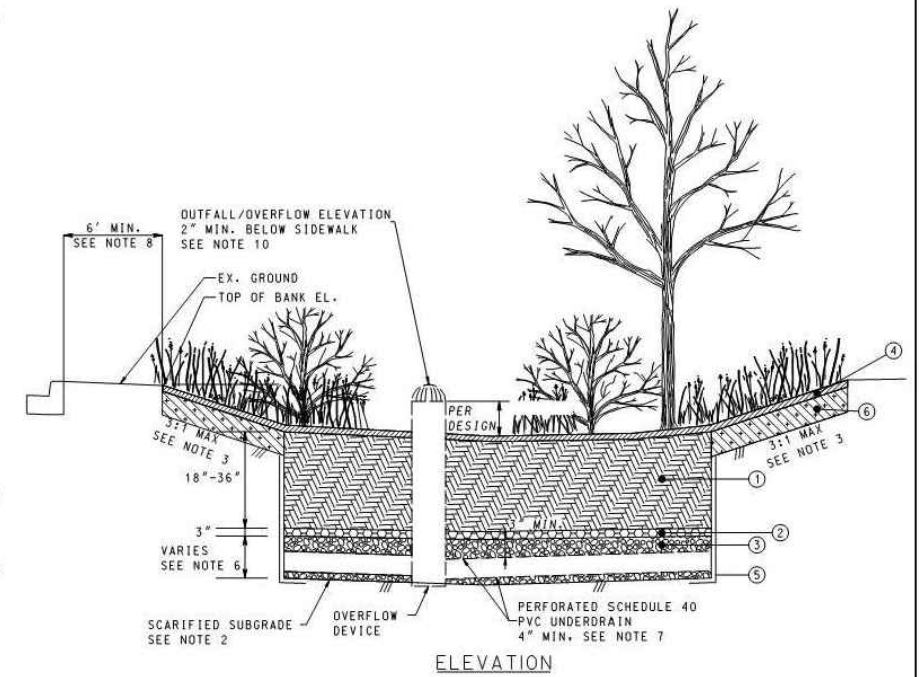 6' MIN.
SEE NOTE 8
OUTFALL/OVERFLOW ELEVATION
2" MIN. BELOW SIDEWALK
SEE NOTE 10
EX. GROUND
TOP OF BANK EL.
PER
DESIGN
4
6
3:1 MAX
SEE NOTE 3
3:1 MAX
SEE NOTE 3
18"-36"
1
3" MIN.
3"
2
3
VARIES
SEE NOTE 6
5
SCARIFIED SUBGRADE
SEE NOTE 2
OVERFLOW
DEVICE
PERFORATED SCHEDULE 40
PVC UNDERDRAIN
4" MIN. SEE NOTE 7
ELEVATION